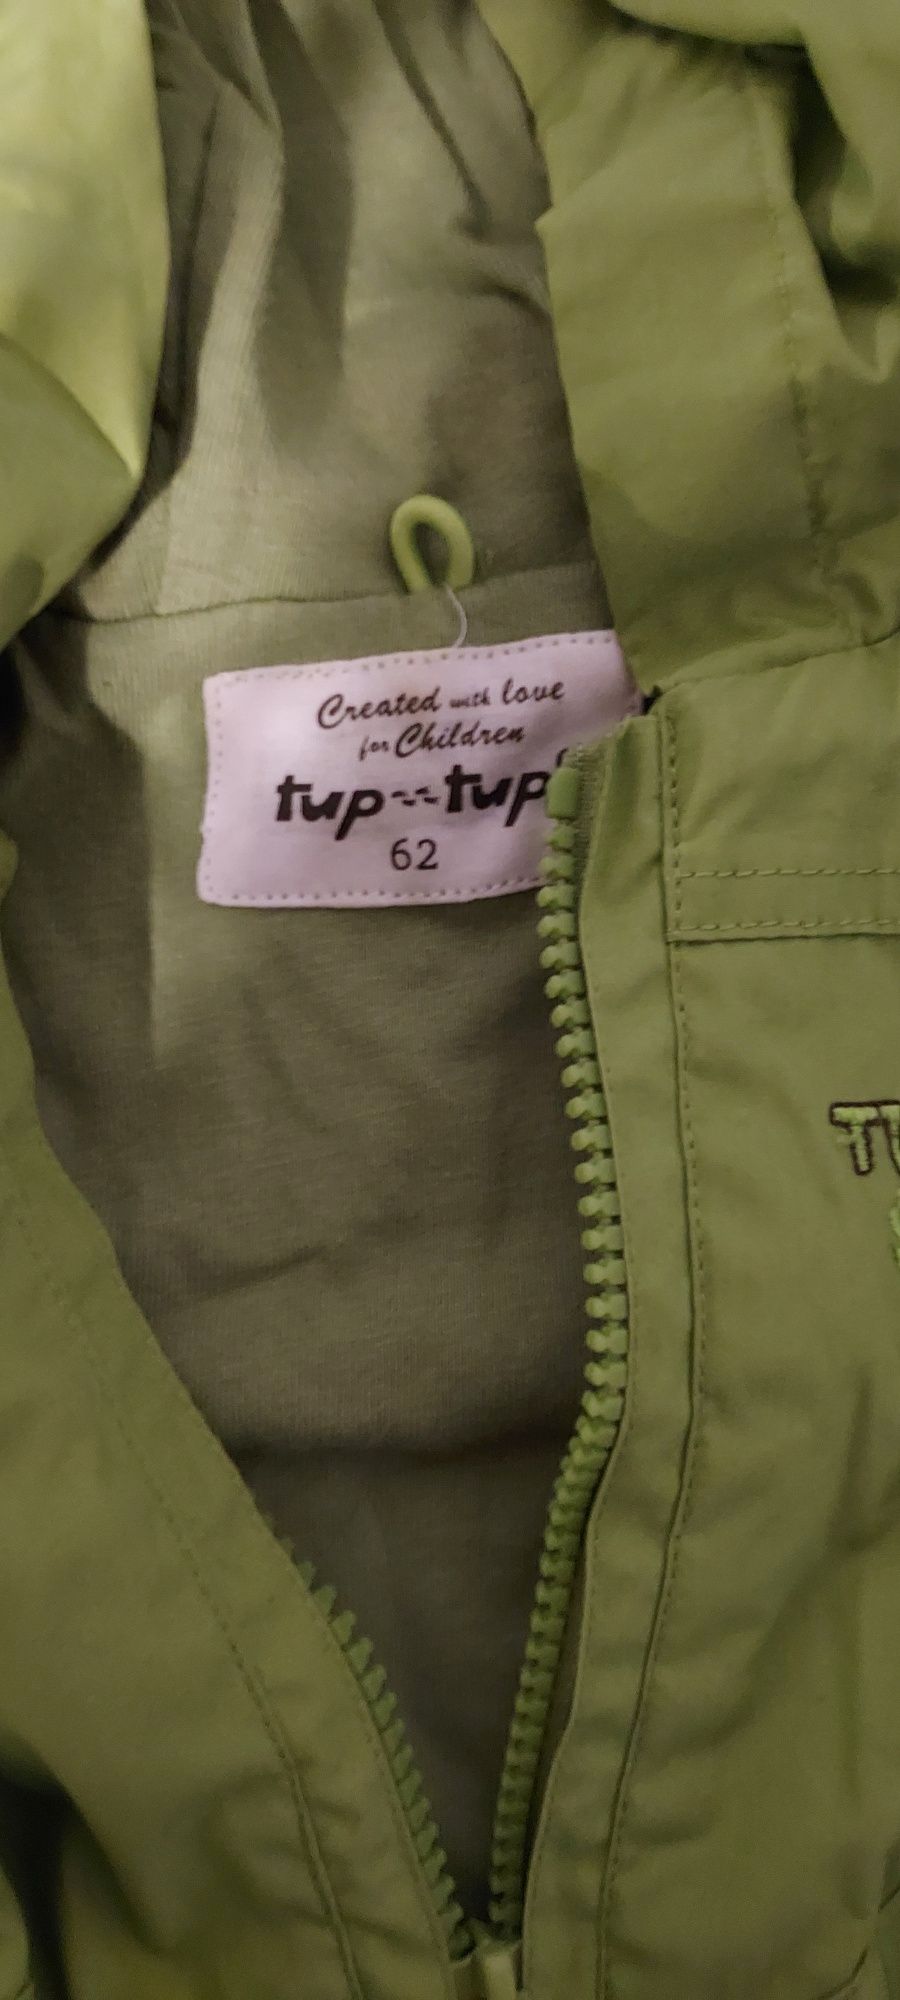 Created with love
for Children
tup--tup
62